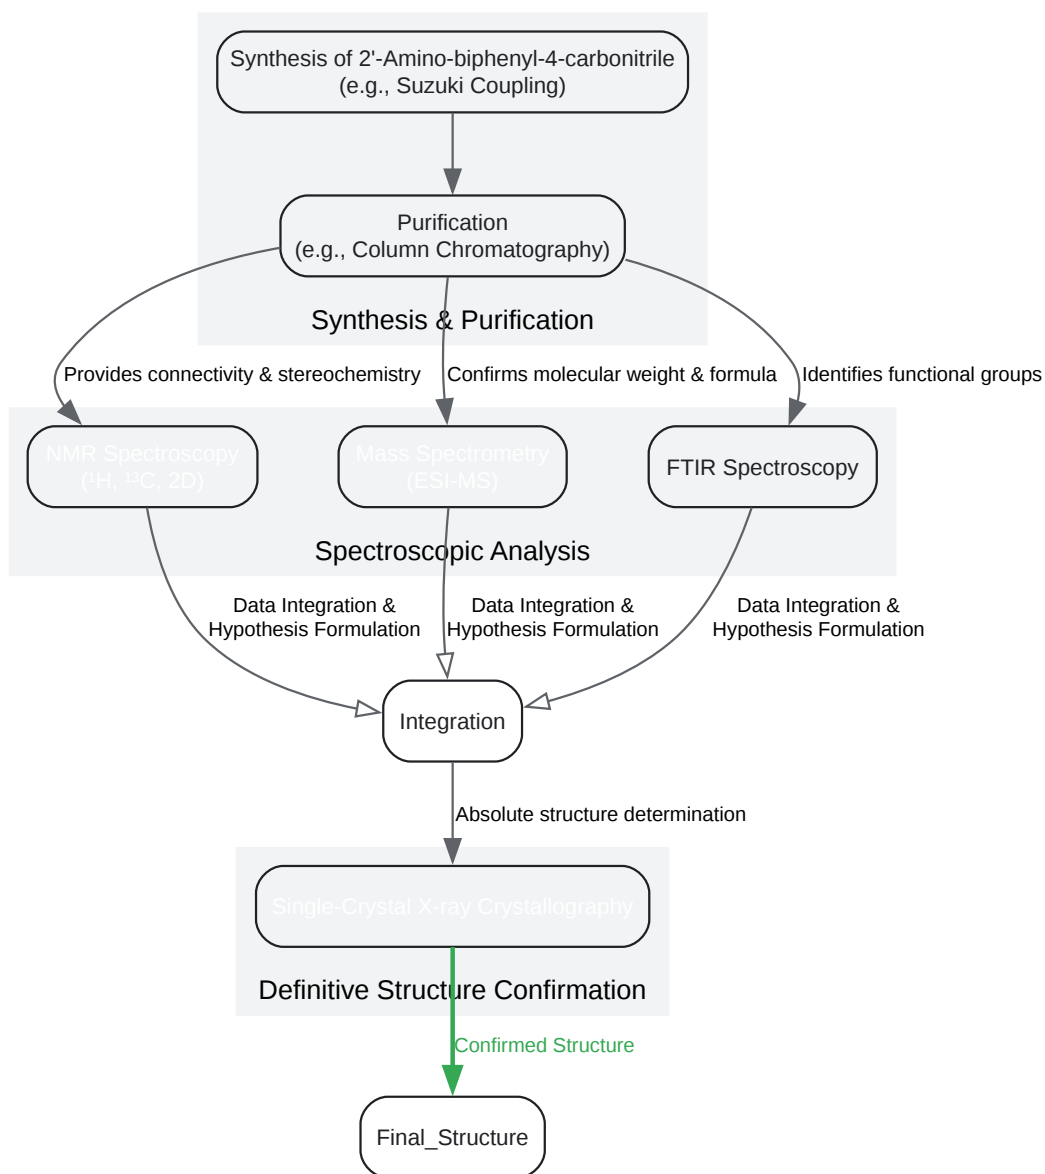 Synthesis of 2'-Amino-biphenyl-4-carbonitrile
(e.g., Suzuki Coupling)
Purification
(e.g., Column Chromatography)
Synthesis & Purification
Provides connectivity & stereochemistry
Confirms molecular weight & formula
Identifies functional groups
NMR Spectroscopy
(¹H, ¹³C, 2D)
Mass Spectrometry
(ESI-MS)
FTIR Spectroscopy
Spectroscopic Analysis
Data Integration &
Hypothesis Formulation
Data Integration &
Hypothesis Formulation
Data Integration &
Hypothesis Formulation
Integration
Absolute structure determination
Single-Crystal X-ray Crystallography
Definitive Structure Confirmation
Confirmed Structure
Final_Structure